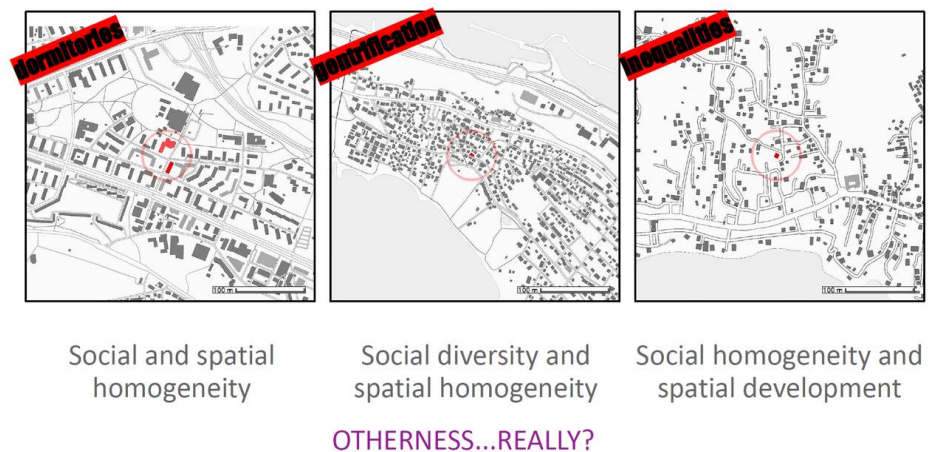 dormitories
gentrification
Inequalities
100 m
100 m
100 m
Social and spatial
homogeneity
Social diversity and
spatial homogeneity
Social homogeneity and
spatial development
OTHERNESS...REALLY?